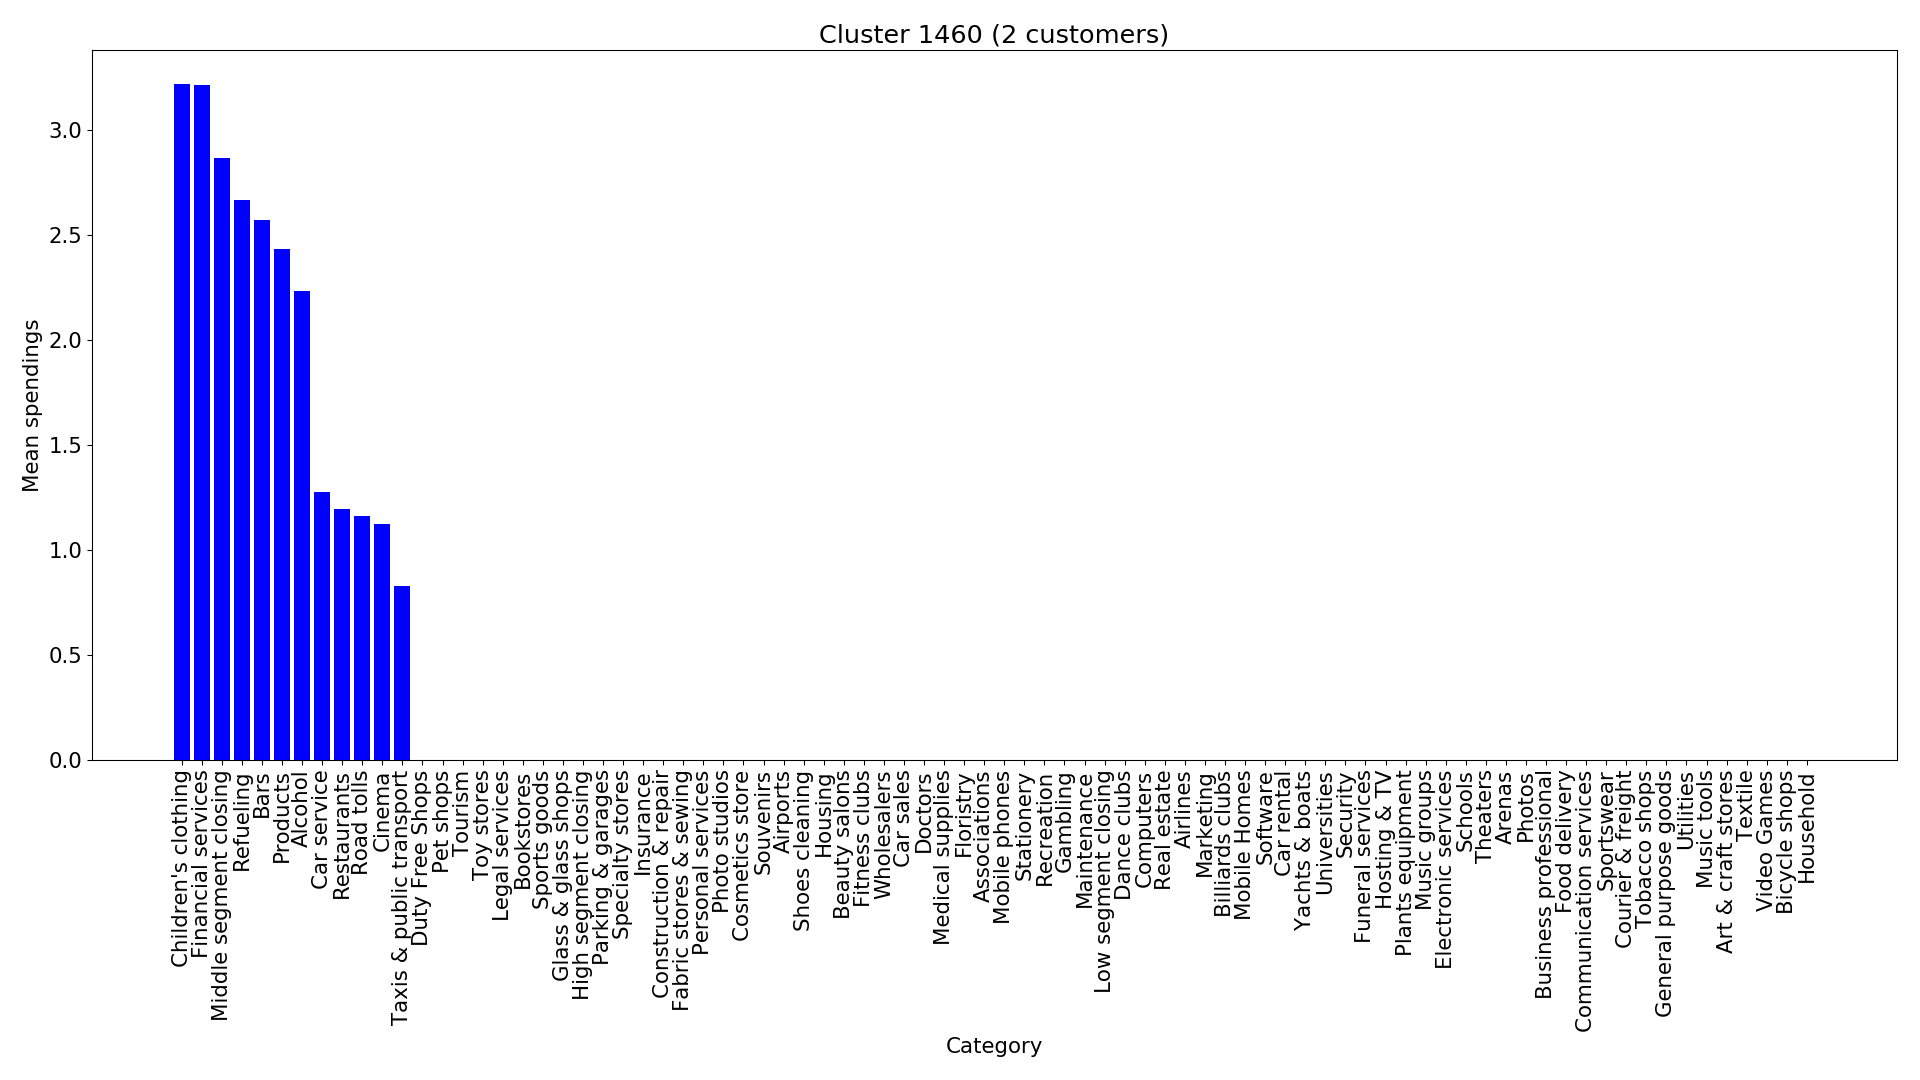 Cluster 1460 (2 customers)
3.0
2.5
2.0
1.5
1.0
0.5
0.0
Mean spendings
Children's clothing
Financial services
Middle segment closing
Refueling
Bars
Products
Alcohol
Car service
Restaurants
Road tolls
Cinema
Taxis & public transport
Duty Free Shops
Pet shops
Tourism
Toy stores
Legal services
Bookstores
Sports goods
Glass & glass shops
High segment closing
Parking & garages
Specialty stores
Insurance
Construction & repair
Fabric stores & sewing
Personal services
Photo studios
Cosmetics store
Souvenirs
Airports
Shoes cleaning
Housing
Beauty salons
Fitness clubs
Wholesalers
Car sales
Doctors
Medical supplies
Floristry
Associations
Mobile phones
Stationery
Recreation
Gambling
Maintenance
Low segment closing
Dance clubs
Computers
Real estate
Airlines
Marketing
Billiards clubs
Mobile Homes
Software
Car rental
Yachts & boats
Universities
Security
Funeral services
Hosting & TV
Plants equipment
Music groups
Electronic services
Schools
Theaters
Arenas
Photos
Business professional
Food delivery
Communication services
Sportswear
Courier & freight
Tobacco shops
General purpose goods
Utilities
Music tools
Art & craft stores
Textile
Video Games
Bicycle shops
Household
Category